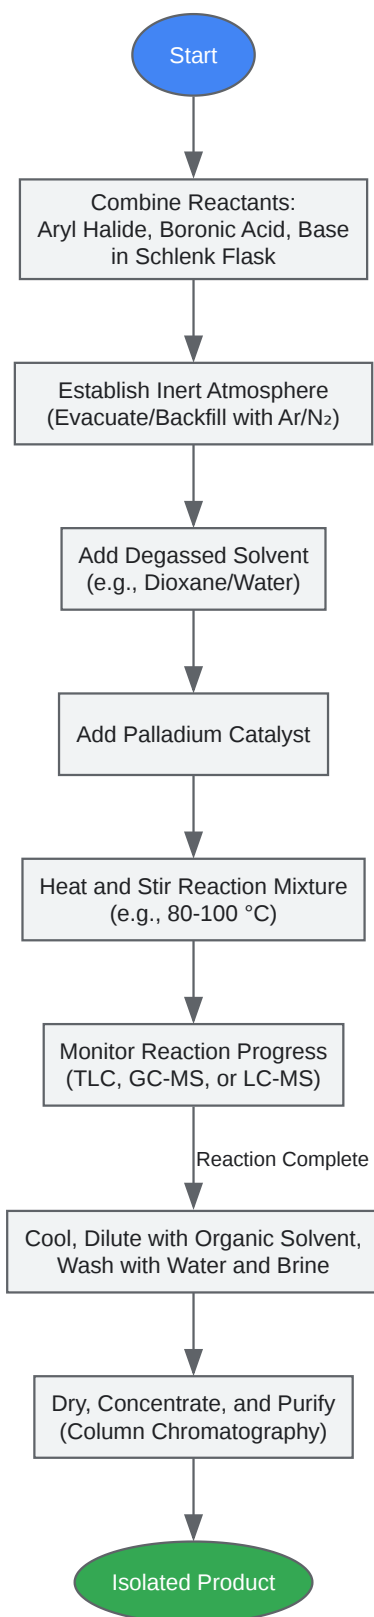 Start
Combine Reactants:
Aryl Halide, Boronic Acid, Base
in Schlenk Flask
Establish Inert Atmosphere
(Evacuate/Backfill with Ar/N₂)
Add Degassed Solvent
(e.g., Dioxane/Water)
Add Palladium Catalyst
Heat and Stir Reaction Mixture
(e.g., 80-100 °C)
Monitor Reaction Progress
(TLC, GC-MS, or LC-MS)
Reaction Complete
Cool, Dilute with Organic Solvent,
Wash with Water and Brine
Dry, Concentrate, and Purify
(Column Chromatography)
Isolated Product